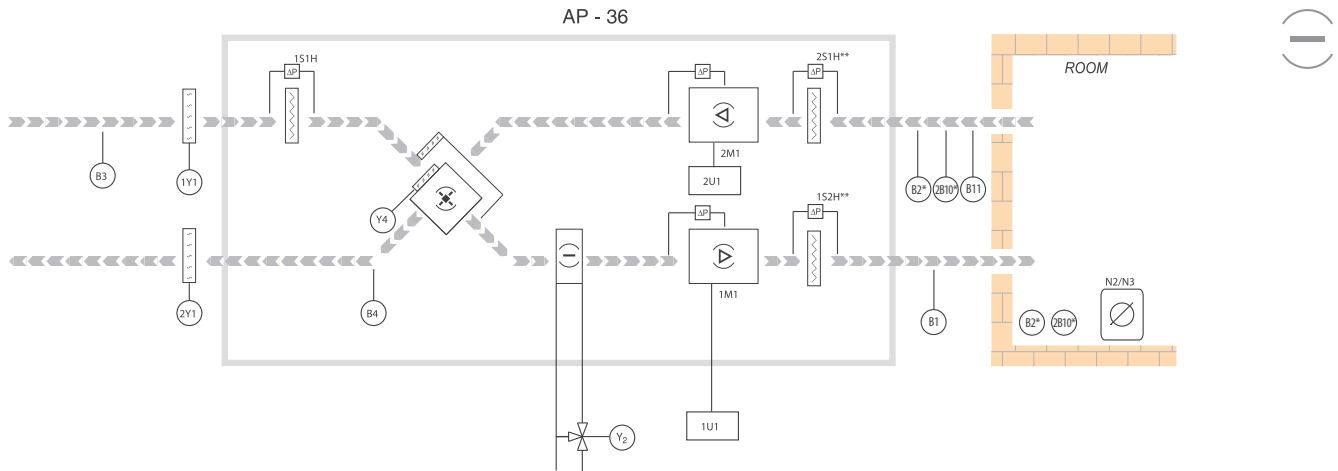 AP - 36
1S1H
ΔP
ΔP
2S1H**
ΔP
ROOM
B3
1Y1
2M1
2U1
B2*
2B10*
B11
Y4
1S2H**
ΔP
ΔP
2Y1
B4
1M1
B1
N2/N3
B2*
2B10*
1U1
Y2